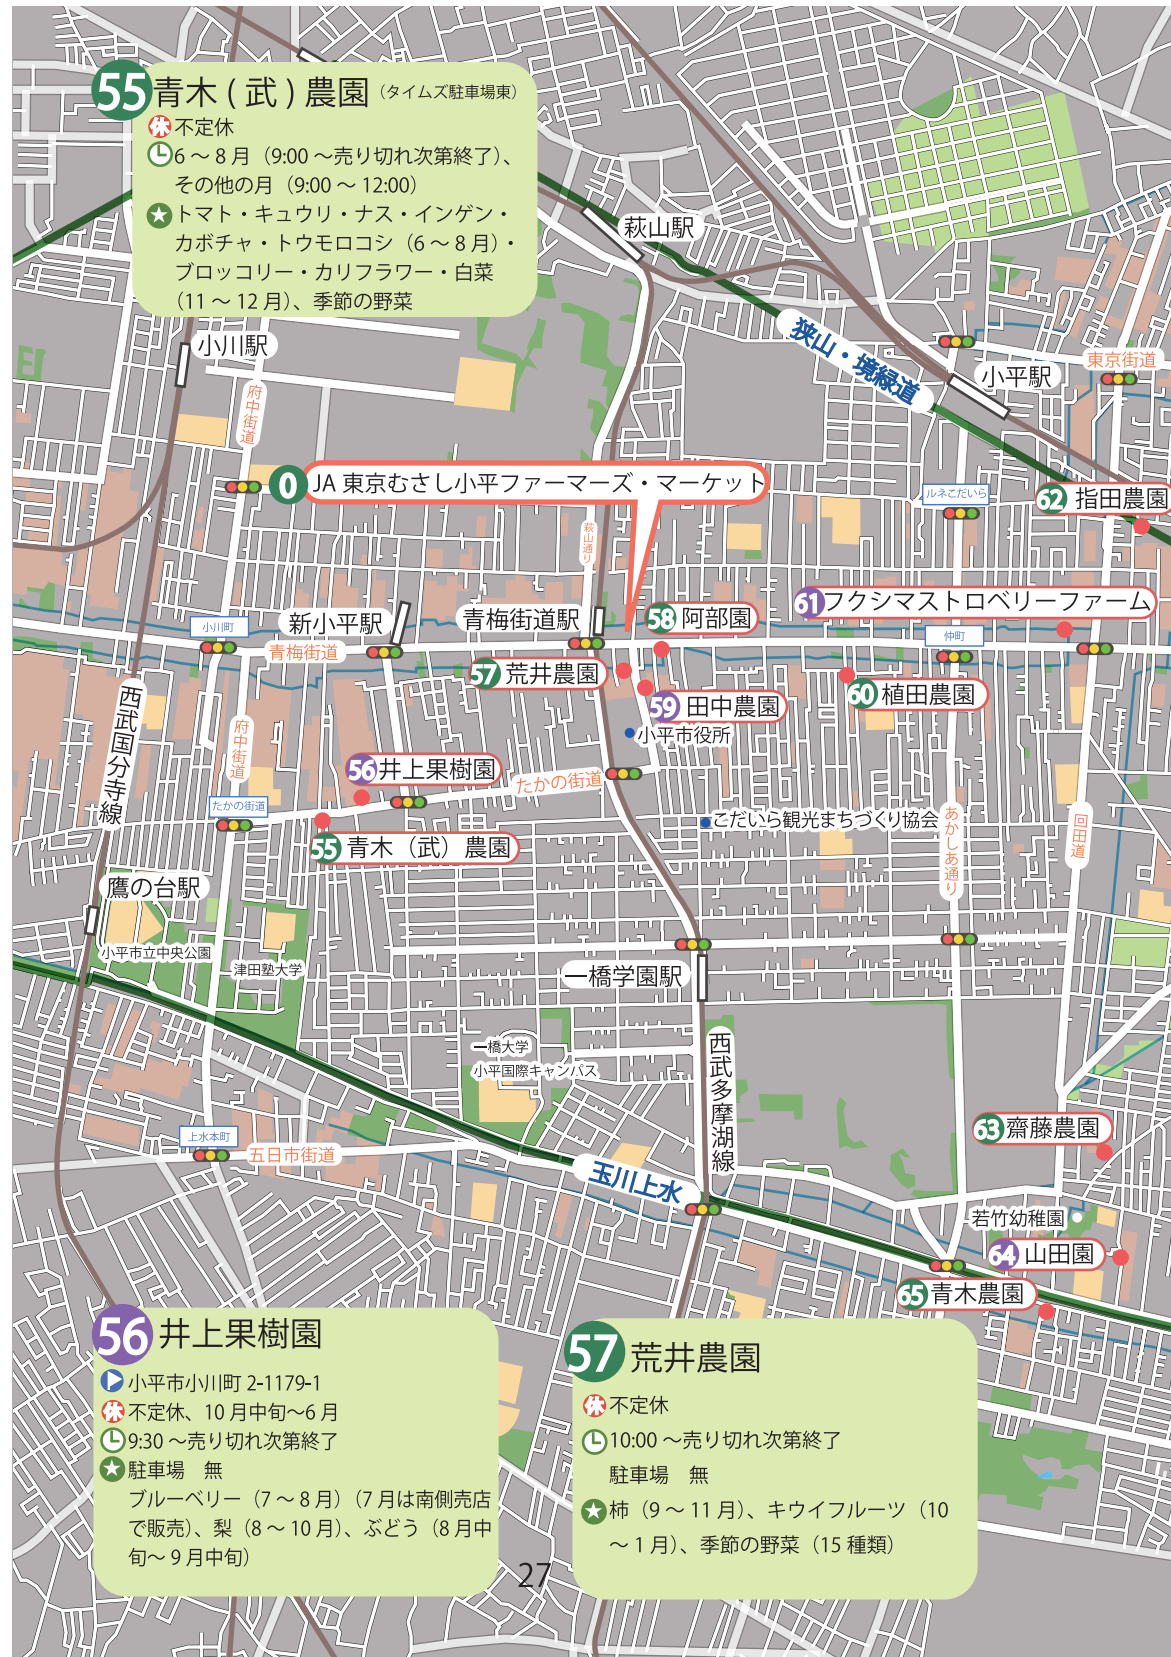 55 青木(武)農園(タイムズ駐車場東)
休 不定休
6～8月(9:00～売り切れ次第終了)、
その他の月(9:00～12:00)
トマト・キュウリ・ナス・インゲン・
カボチャ・トウモロコシ(6～8月)・
ブロッコリー・カリフラワー・白菜
(11～12月)、季節の野菜
萩山駅
狭山・境緑道
小川駅
府中街道
小平駅
東京街道
0 JA東京むさし小平ファーマーズ・マーケット
ルネこだいら
62 指田農園
萩山通り
61 フクシマストロベリーファーム
新小平駅
青梅街道駅
58 阿部園
小川町
青梅街道
仲町
57 荒井農園
60 植田農園
59 田中農園
小平市役所
西武国分寺線
府中街道
56 井上果樹園
たかの街道
たかの街道
こだいら観光まちづくり協会
あかしあ通り
回田道
55 青木(武)農園
鷹の台駅
小平市立中央公園
津田塾大学
一橋学園駅
一橋大学
小平国際キャンパス
西武多摩湖線
63 齋藤農園
上水本町
五日市街道
玉川上水
若竹幼稚園
64 山田園
65 青木農園
56 井上果樹園
小平市小川町 2-1179-1
休 不定休、10月中旬～6月
9:30～売り切れ次第終了
駐車場 無
ブルーベリー(7～8月)(7月は南側売店
で販売)、梨(8～10月)、ぶどう(8月中
旬～9月中旬)
57 荒井農園
休 不定休
10:00～売り切れ次第終了
駐車場 無
柿(9～11月)、キウイフルーツ(10
～1月)、季節の野菜(15種類)
27